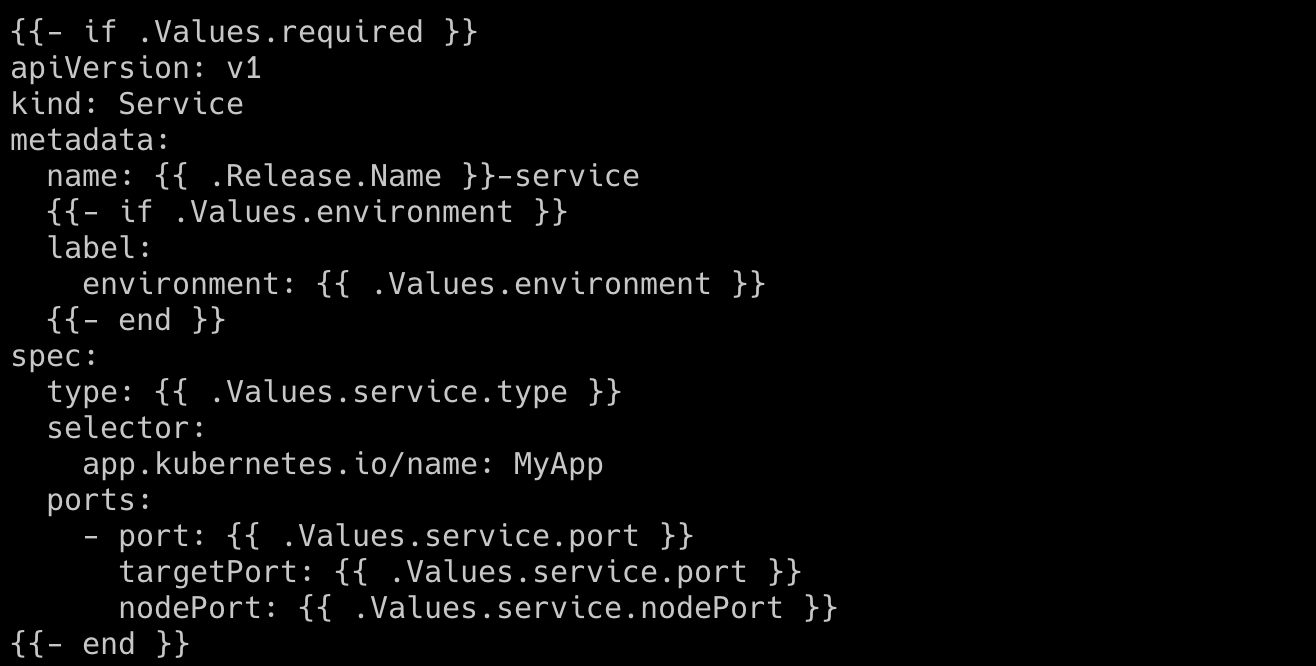 {{- if .Values.required }}
apiVersion: v1
kind: Service
metadata:
  name: {{ .Release.Name }}-service
  {{- if .Values.environment }}
  label:
    environment: {{ .Values.environment }}
  {{- end }}
spec:
  type: {{ .Values.service.type }}
  selector:
    app.kubernetes.io/name: MyApp
  ports:
    - port: {{ .Values.service.port }}
      targetPort: {{ .Values.service.port }}
      nodePort: {{ .Values.service.nodePort }}
{{- end }}